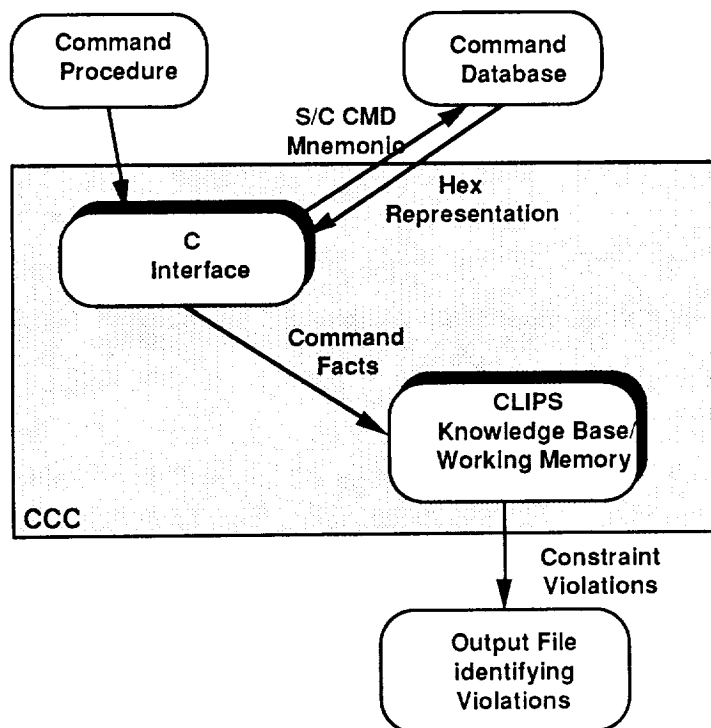 Command
Procedure
Command
Database
S/C CMD
Mnemonic
Hex
Representation
C
Interface
Command
Facts
CLIPS
Knowledge Base/
Working Memory
CCC
Constraint
Violations
Output File
identifying
Violations